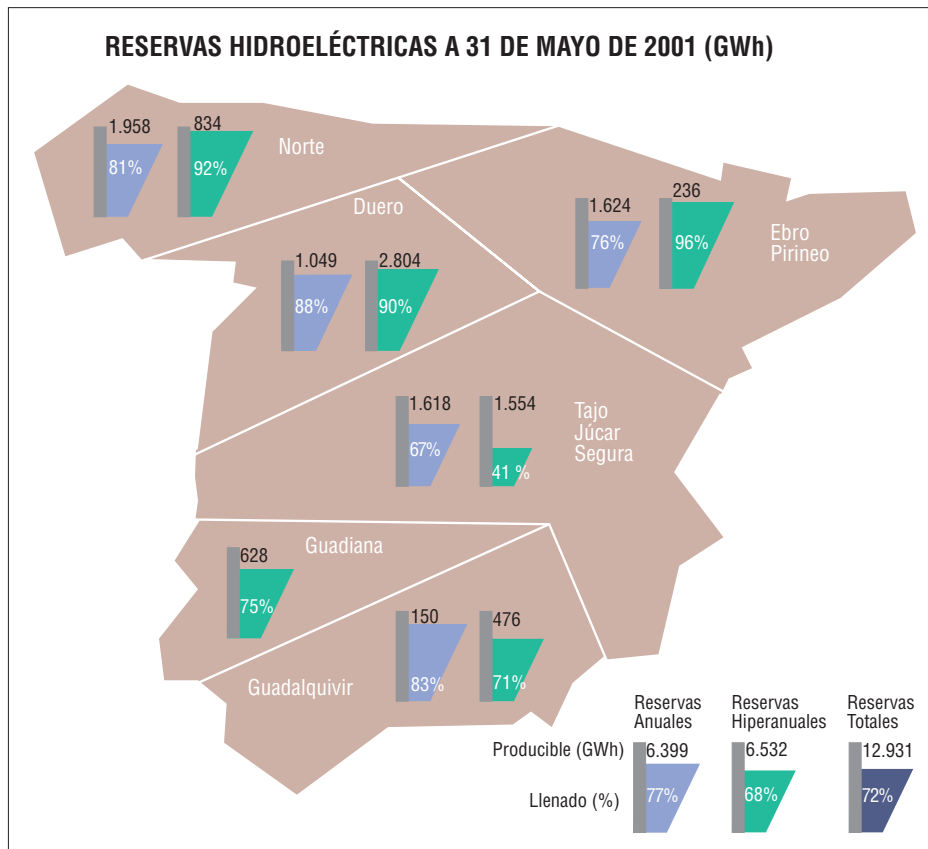 RESERVAS HIDROELÉCTRICAS A 31 DE MAYO DE 2001 (GWh)
1.958
834
81%
92%
Norte
1.624
236
76%
96%
Ebro
Pirineo
Duero
1.049
2.804
88%
90%
1.618
1.554
67%
41 %
Tajo
Júcar
Segura
Guadiana
628
75%
150
476
83%
71%
Guadalquivir
Reservas
Anuales
Reservas
Hiperanuales
Reservas
Totales
Producible (GWh)
6.399
6.532
12.931
Llenado (%)
77%
68%
72%